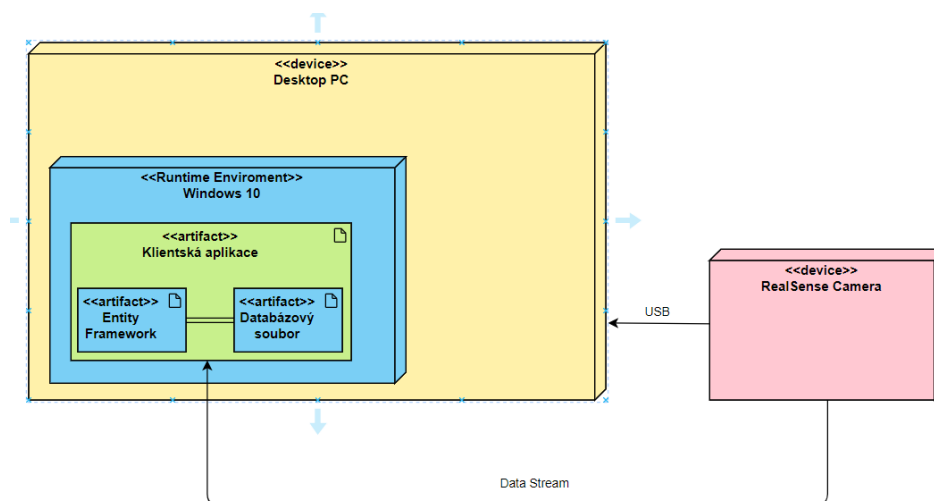 <<device>>
Desktop PC
<<Runtime Enviroment>>
Windows 10
<<artifact>>
Klientská aplikace
<<artifact>>
Entity
Framework
<<artifact>>
Databázový
soubor
<<device>>
RealSense Camera
USB
Data Stream